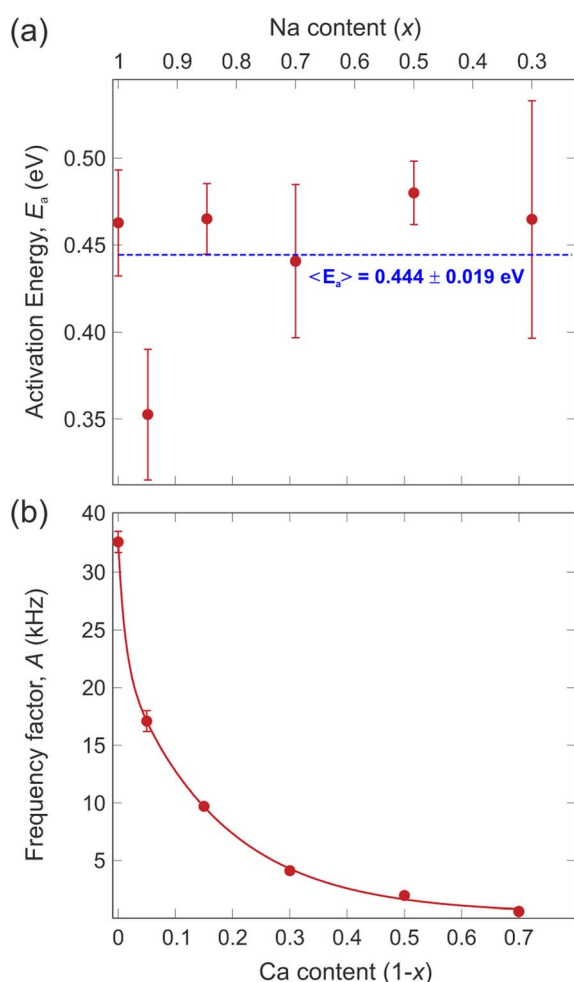 (a)
Na content (x)
1 0.9 0.8 0.7 0.6 0.5 0.4 0.3
Activation Energy, Eₐ (eV)
0.50
0.45
0.40
0.35
<Eₐ> = 0.444 ± 0.019 eV
(b)
Frequency factor, A (kHz)
40
30
25
20
15
10
5
0 0.1 0.2 0.3 0.4 0.5 0.6 0.7
Ca content (1-x)